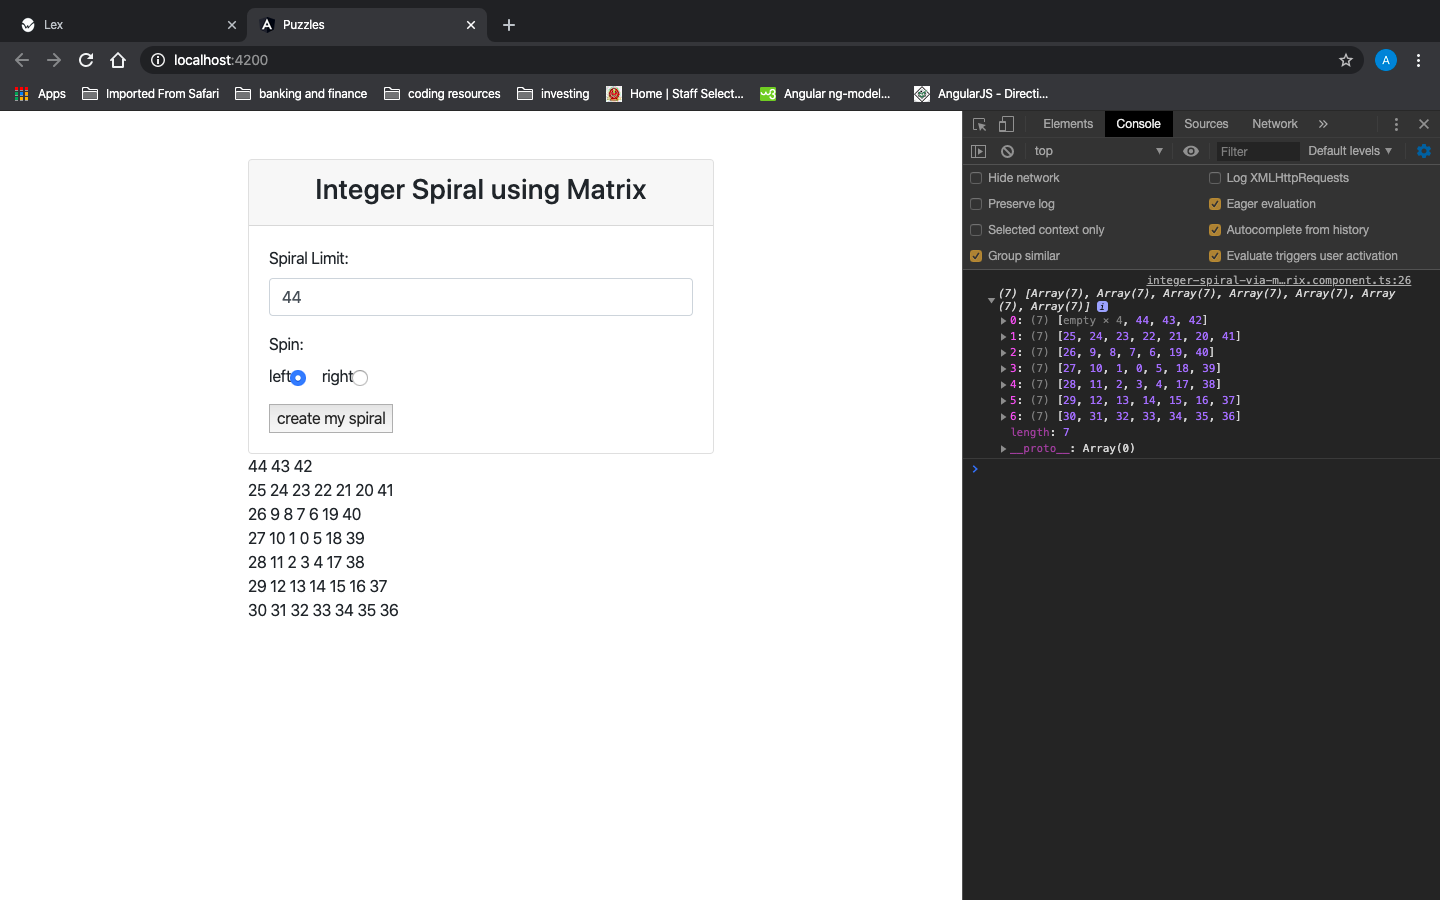 Lex
Puzzles
localhost:4200
A
Apps
Imported From Safari
banking and finance
coding resources
investing
Home | Staff Select...
Angular ng-model...
AngularJS - Directi...
Integer Spiral using Matrix
Spiral Limit:
44
Spin:
left right
create my spiral
44 43 42
25 24 23 22 21 20 41
26 9 8 7 6 19 40
27 10 1 0 5 18 39
28 11 2 3 4 17 38
29 12 13 14 15 16 37
30 31 32 33 34 35 36
Elements Console Sources Network »
top Filter Default levels ▼
Hide network Log XMLHttpRequests
Preserve log Eager evaluation
Selected context only Autocomplete from history
Group similar Evaluate triggers user activation
integer-spiral-via-m…rix.component.ts:26
(7) [Array(7), Array(7), Array(7), Array(7), Array(7), Array
(7), Array(7)] i
0: (7) [empty × 4, 44, 43, 42]
1: (7) [25, 24, 23, 22, 21, 20, 41]
2: (7) [26, 9, 8, 7, 6, 19, 40]
3: (7) [27, 10, 1, 0, 5, 18, 39]
4: (7) [28, 11, 2, 3, 4, 17, 38]
5: (7) [29, 12, 13, 14, 15, 16, 37]
6: (7) [30, 31, 32, 33, 34, 35, 36]
length: 7
__proto__: Array(0)